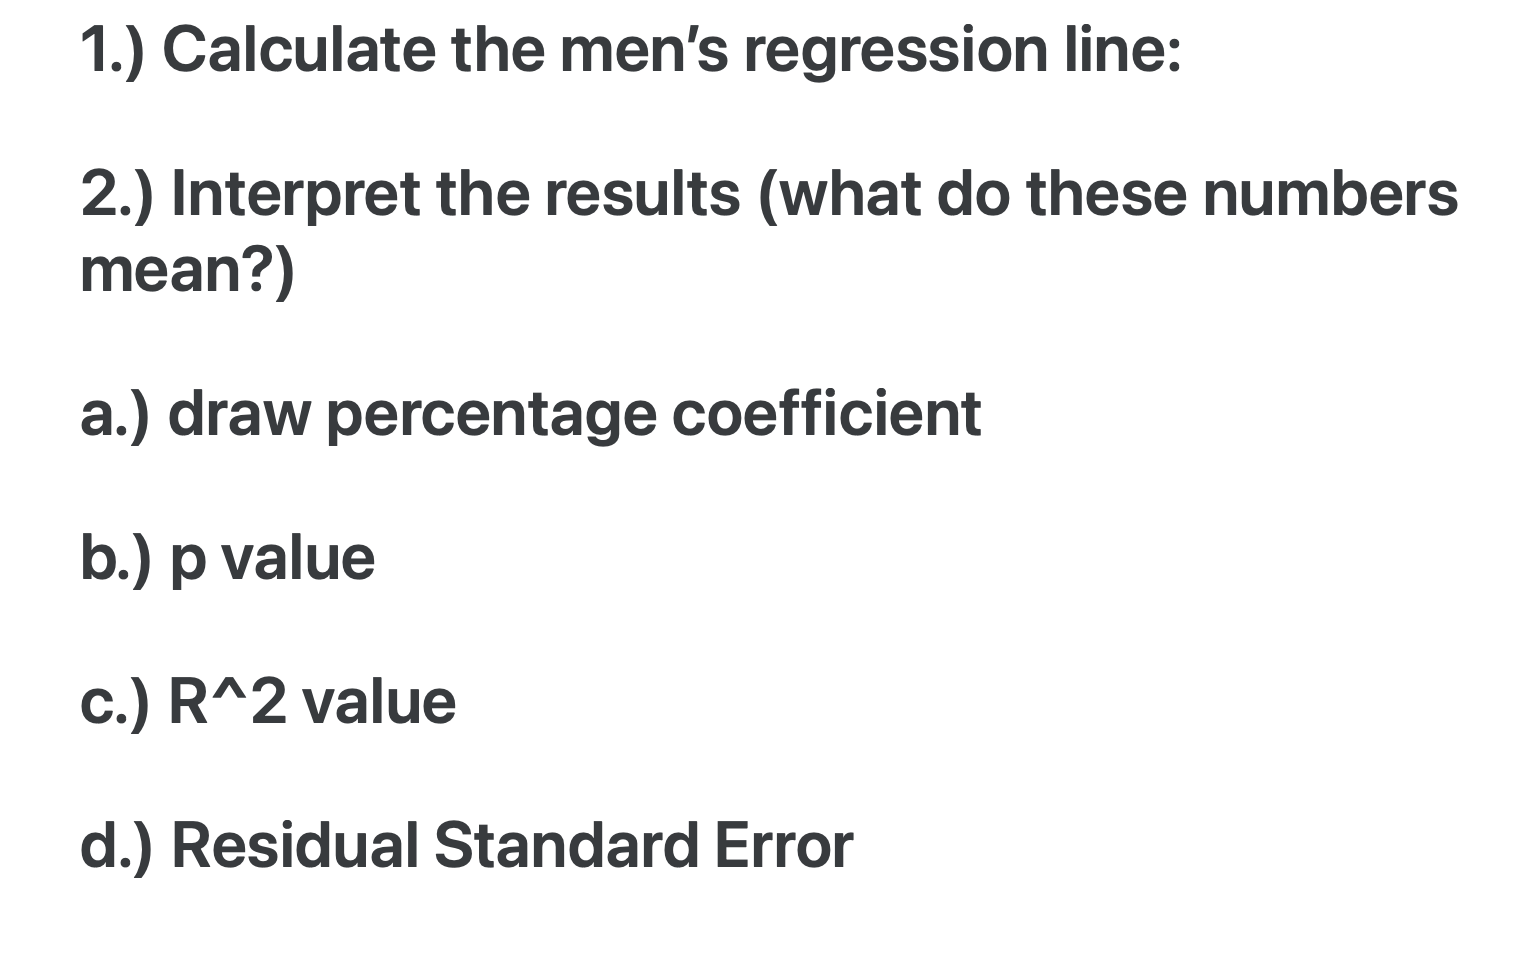 1.) Calculate the men’s regression line:
2.) Interpret the results (what do these numbers
mean?)
a.) draw percentage coefficient
b.) p value
c.) R^2 value
d.) Residual Standard Error